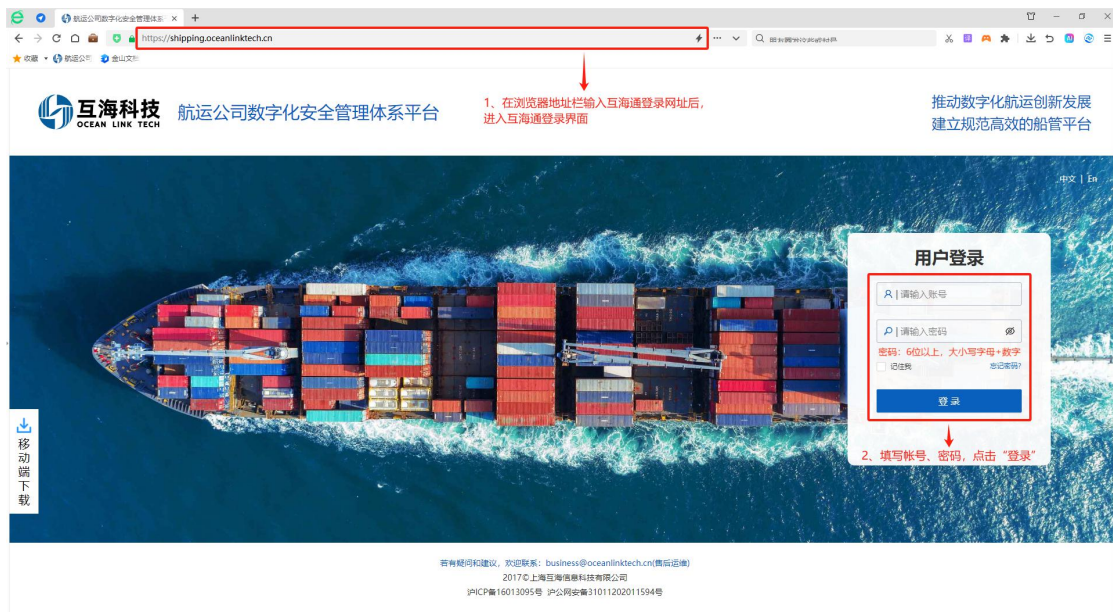 航运公司数字化安全管理体系
https://shipping.oceanlinktech.cn
收藏
航运公司
金山文档
互海科技
OCEAN LINK TECH
航运公司数字化安全管理体系平台
1、在浏览器地址栏输入互海通登录网址后，
进入互海通登录界面
推动数字化航运创新发展
建立规范高效的船管平台
中文 | En
用户登录
请输入账号
请输入密码
密码：6位以上，大小写字母+数字
记住我
忘记密码?
登 录
2、填写帐号、密码，点击“登录”
移动端下载
若有疑问和建议，欢迎联系：business@oceanlinktech.cn(售后运维)
2017©上海互海信息科技有限公司
沪ICP备16013095号 沪公网安备31011202011594号